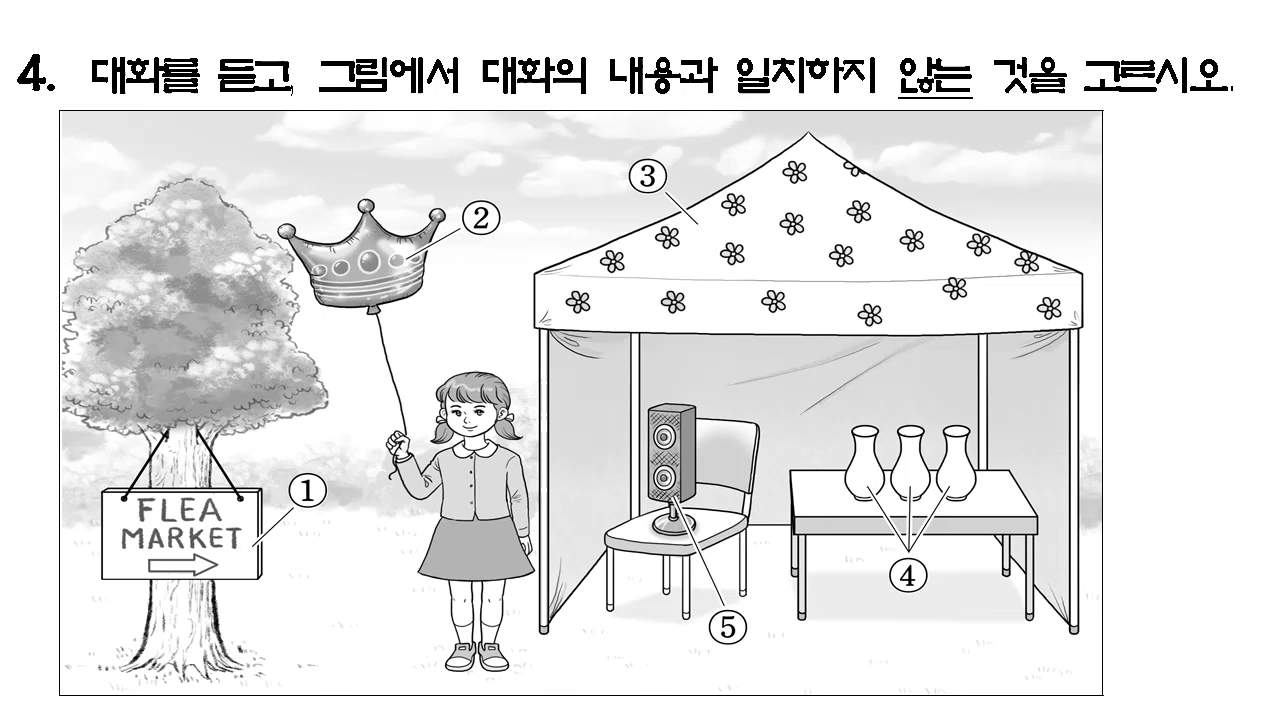 4. 대화를 듣고, 그림에서 대화의 내용과 일치하지 않는 것을 고르시오.
③
②
FLEA
MARKET
①
④
⑤